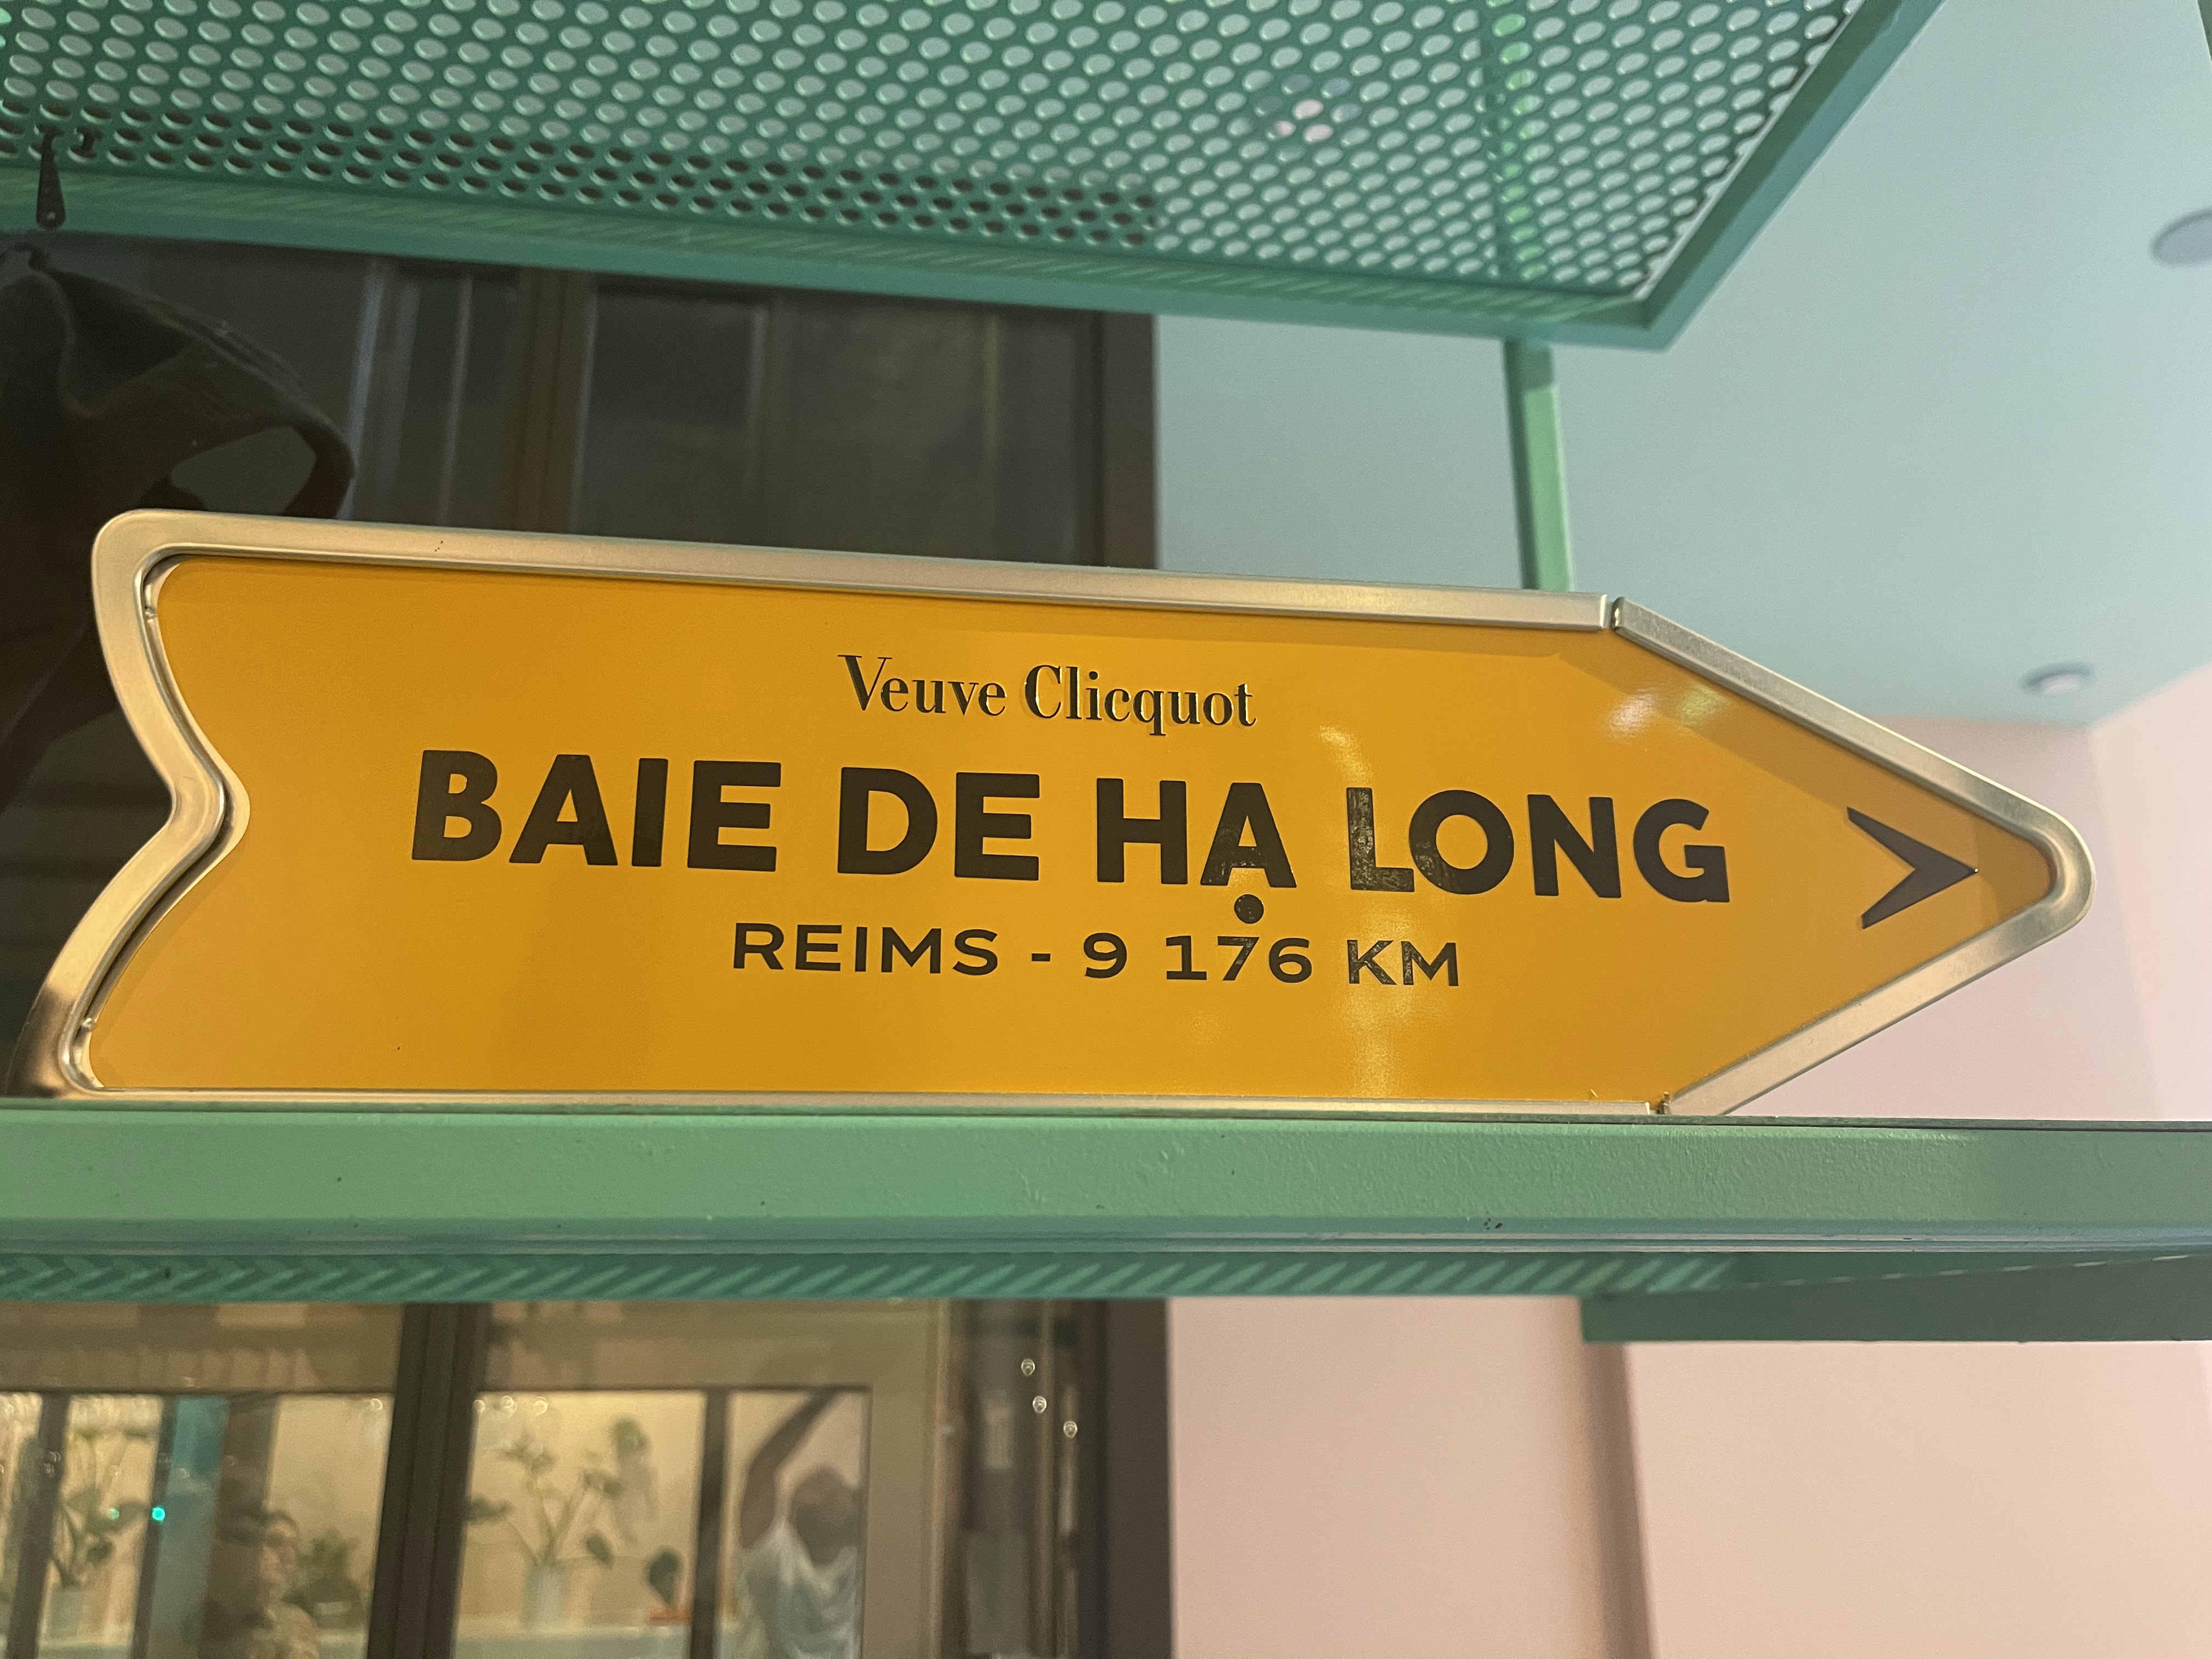 Veuve Clicquot
BAIE DE HẠ LONG
REIMS - 9 176 KM